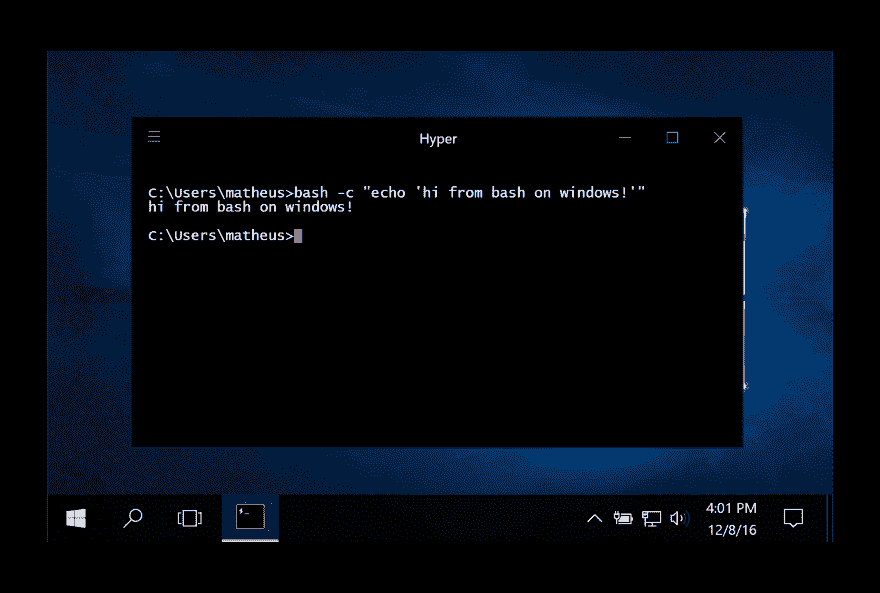 Hyper
C:\Users\matheus>bash -c "echo 'hi from bash on windows!'"
hi from bash on windows!
C:\Users\matheus>
4:01 PM
12/8/16